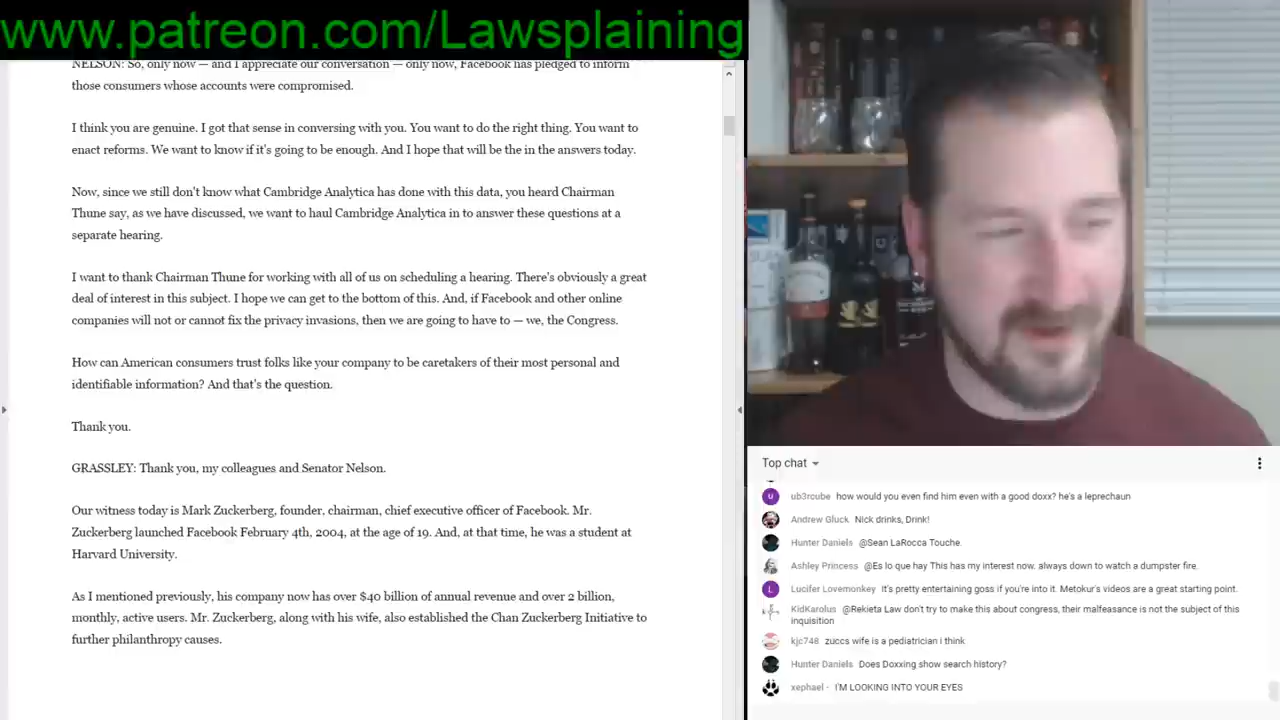 www.patreon.com/Lawsplaining
NELSON: So, only now — and I appreciate our conversation — only now, Facebook has pledged to inform
those consumers whose accounts were compromised.
I think you are genuine. I got that sense in conversing with you. You want to do the right thing. You want to
enact reforms. We want to know if it's going to be enough. And I hope that will be the in the answers today.
Now, since we still don't know what Cambridge Analytica has done with this data, you heard Chairman
Thune say, as we have discussed, we want to haul Cambridge Analytica in to answer these questions at a
separate hearing.
I want to thank Chairman Thune for working with all of us on scheduling a hearing. There's obviously a great
deal of interest in this subject. I hope we can get to the bottom of this. And, if Facebook and other online
companies will not or cannot fix the privacy invasions, then we are going to have to — we, the Congress.
How can American consumers trust folks like your company to be caretakers of their most personal and
identifiable information? And that's the question.
Thank you.
GRASSLEY: Thank you, my colleagues and Senator Nelson.
Our witness today is Mark Zuckerberg, founder, chairman, chief executive officer of Facebook. Mr.
Zuckerberg launched Facebook February 4th, 2004, at the age of 19. And, at that time, he was a student at
Harvard University.
As I mentioned previously, his company now has over $40 billion of annual revenue and over 2 billion,
monthly, active users. Mr. Zuckerberg, along with his wife, also established the Chan Zuckerberg Initiative to
further philanthropy causes.
Top chat
U ub3rcube how would you even find him even with a good doxx? he's a leprechaun
Andrew Gluck Nick drinks, Drink!
Hunter Daniels @Sean LaRocca Touche.
Ashley Princess @Es lo que hay This has my interest now. always down to watch a dumpster fire.
L Lucifer Lovemonkey It's pretty entertaining goss if you're into it. Metokur's videos are a great starting point.
KidKarolus @Rekieta Law don't try to make this about congress, their malfeasance is not the subject of this
inquisition
kjc748 zuccs wife is a pediatrician i think
Hunter Daniels Does Doxxing show search history?
xephael - I'M LOOKING INTO YOUR EYES